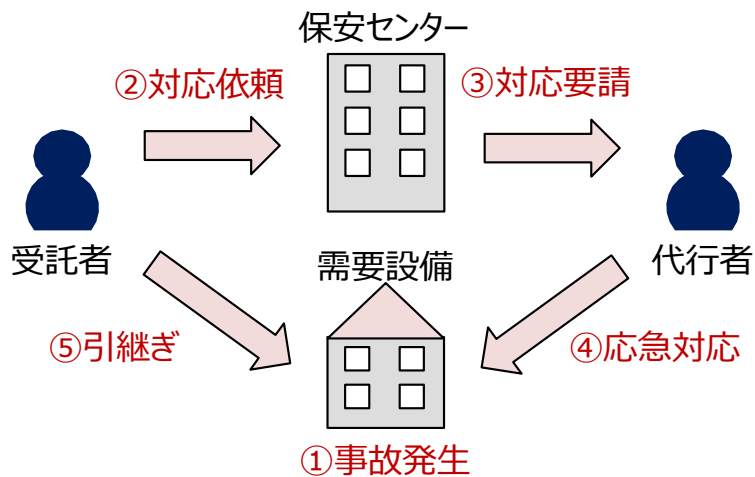 保安センター
②対応依頼
③対応要請
受託者
需要設備
代行者
⑤引継ぎ
④応急対応
①事故発生